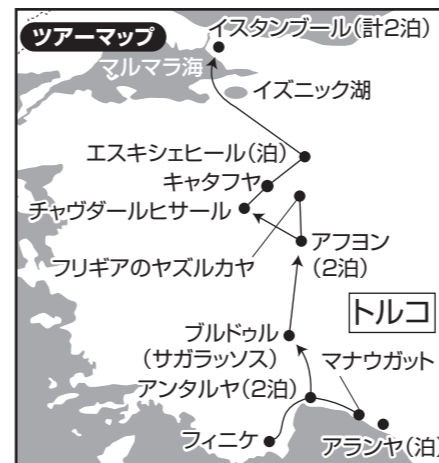 ツアーマップ
イスタンブール(計2泊)
マルマラ海
イズニック湖
エスキシェヒール(泊)
キャタフヤ
チャヴダールヒサール
アフヨン
(2泊)
フリギアのヤズルカヤ
トルコ
ブルドゥル
(サガラッソス)
マナウガット
アンタルヤ(2泊)
フィニケ
アランヤ(泊)